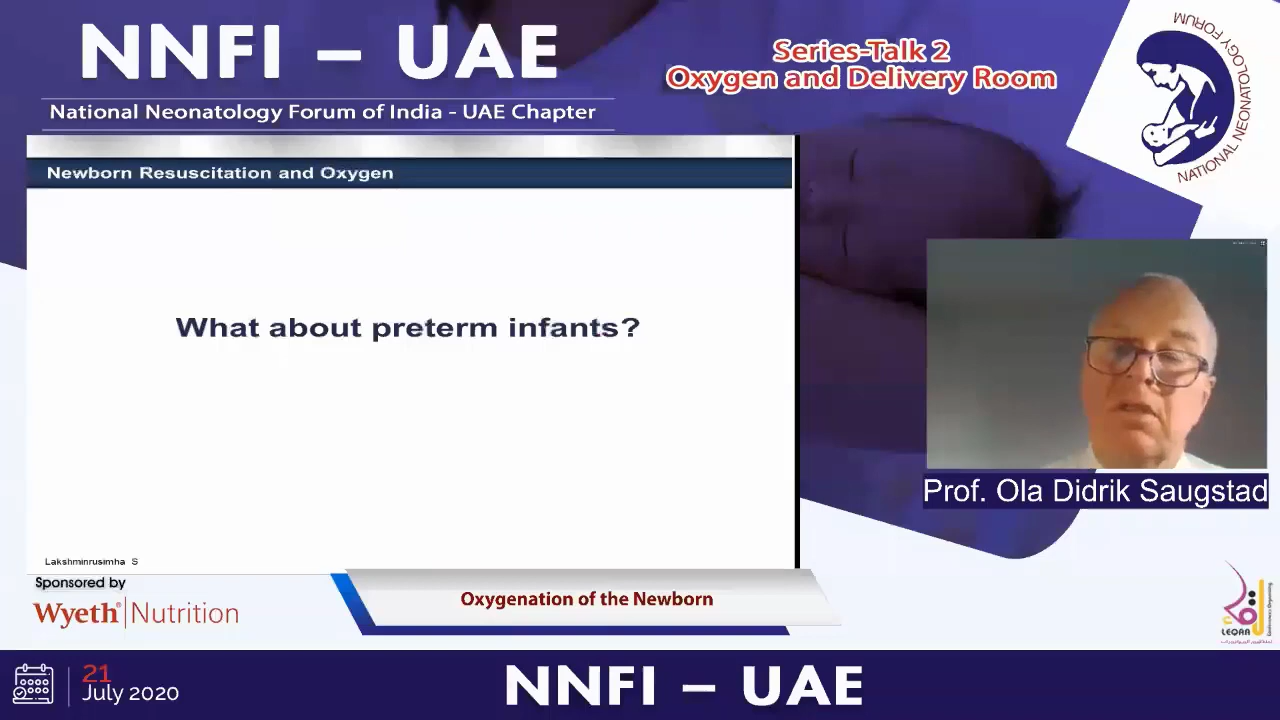 NNFI – UAE
National Neonatology Forum of India - UAE Chapter
Series-Talk 2
Oxygen and Delivery Room
NATIONAL NEONATOLOGY FORUM
Newborn Resuscitation and Oxygen
What about preterm infants?
Lakshminrusimha S
Prof. Ola Didrik Saugstad
Sponsored by
Wyeth® Nutrition
Oxygenation of the Newborn
LEQAA
21
July 2020
NNFI – UAE